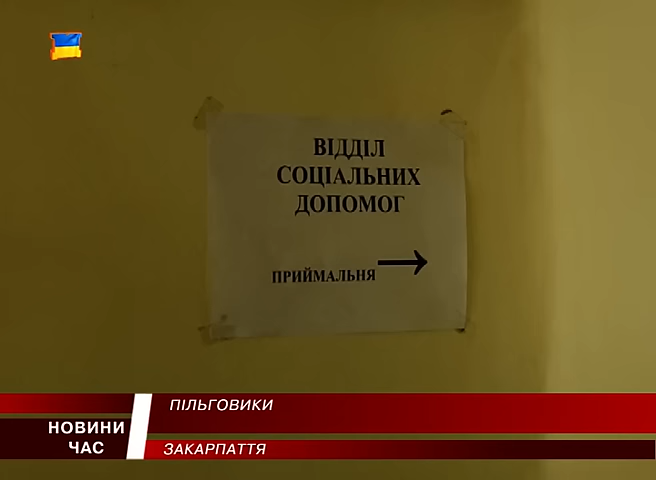 ВІДДІЛ
СОЦІАЛЬНИХ
ДОПОМОГ
ПРИЙМАЛЬНЯ
ПІЛЬГОВИКИ
НОВИНИ
ЧАС
ЗАКАРПАТТЯ